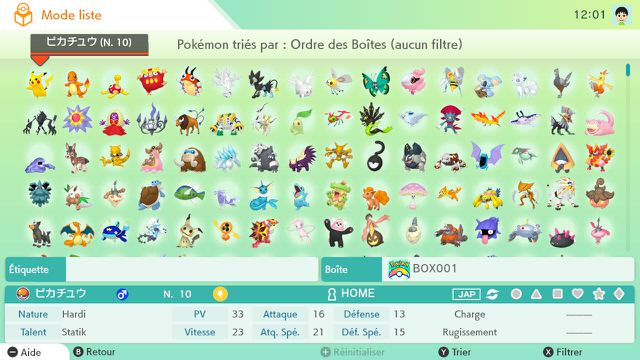 Mode liste
12:01
ピカチュウ (N. 10)
Pokémon triés par : Ordre des Boîtes (aucun filtre)
Étiquette
Boîte
BOX001
ピカチュウ N. 10 HOME JAP
Nature Hardi PV 33 Attaque 16 Défense 13 Charge
Talent Statik Vitesse 23 Atq. Spé. 21 Déf. Spé. 15 Rugissement
Aide
B Retour
Réinitialiser
Y Trier
X Filtrer